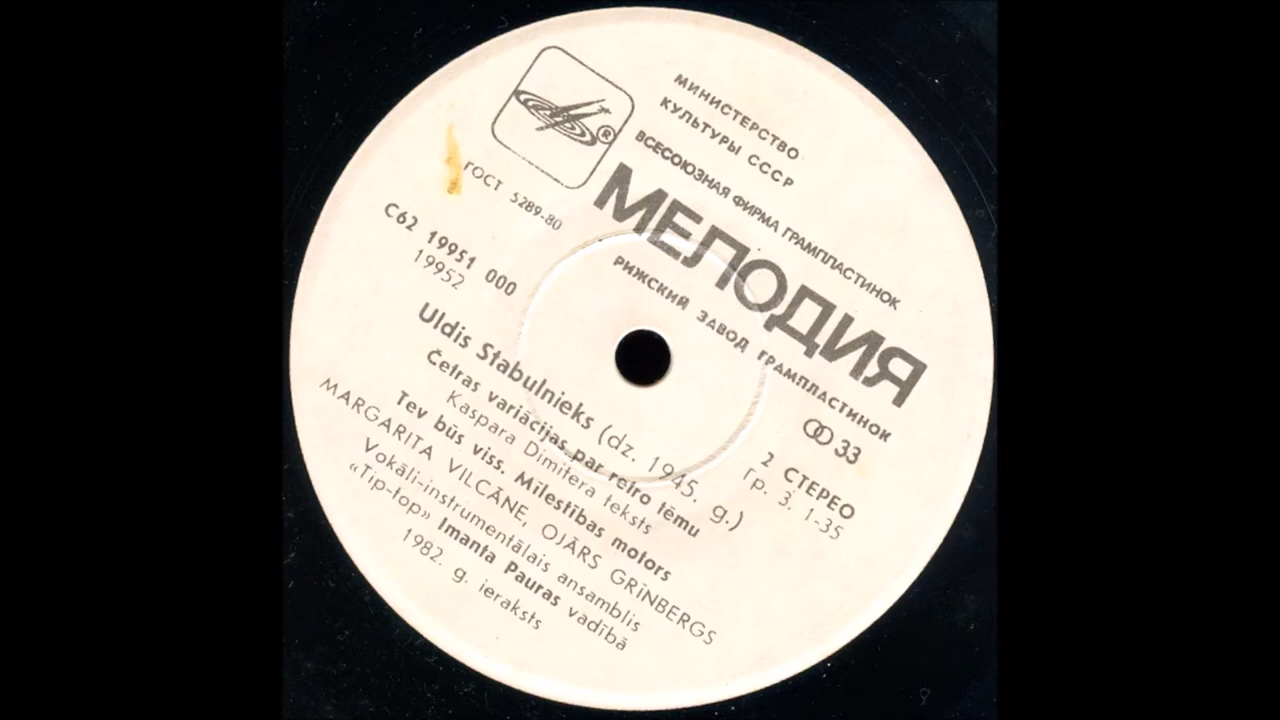 ®
МИНИСТЕРСТВО
КУЛЬТУРЫ СССР
ВСЕСОЮЗНАЯ ФИРМА ГРАМПЛАСТИНОК
МЕЛОДИЯ
РИЖСКИЙ ЗАВОД ГРАМПЛАСТИНОК
ГОСТ 5289-80
С62 19951 000
19952
33
2 СТЕРЕО
Гр. 3. 1-35
Uldis Stabulnieks (dz. 1945. g.)
Četras variācijas par retro tēmu
Kaspara Dimitera teksts
Tev būs viss. Mīlestības motors
MARGARITA VILCĀNE, OJĀRS GRĪNBERGS
Vokāli-instrumentālais ansamblis
«Tip-top» Imanta Pauras vadībā
1982. g. ieraksts